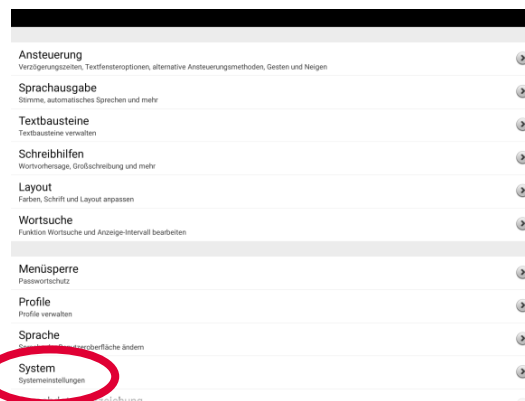 Ansteuerung
Verzögerungszeiten, Textfensteroptionen, alternative Ansteuerungsmethoden, Gesten und Neigen
Sprachausgabe
Stimme, automatisches Sprechen und mehr
Textbausteine
Textbausteine verwalten
Schreibhilfen
Wortvorhersage, Großschreibung und mehr
Layout
Farben, Schrift und Layout anpassen
Wortsuche
Funktion Wortsuche und Anzeige-Intervall bearbeiten
Menüsperre
Passwortschutz
Profile
Profile verwalten
Sprache
ändern
System
Systemeinstellungen